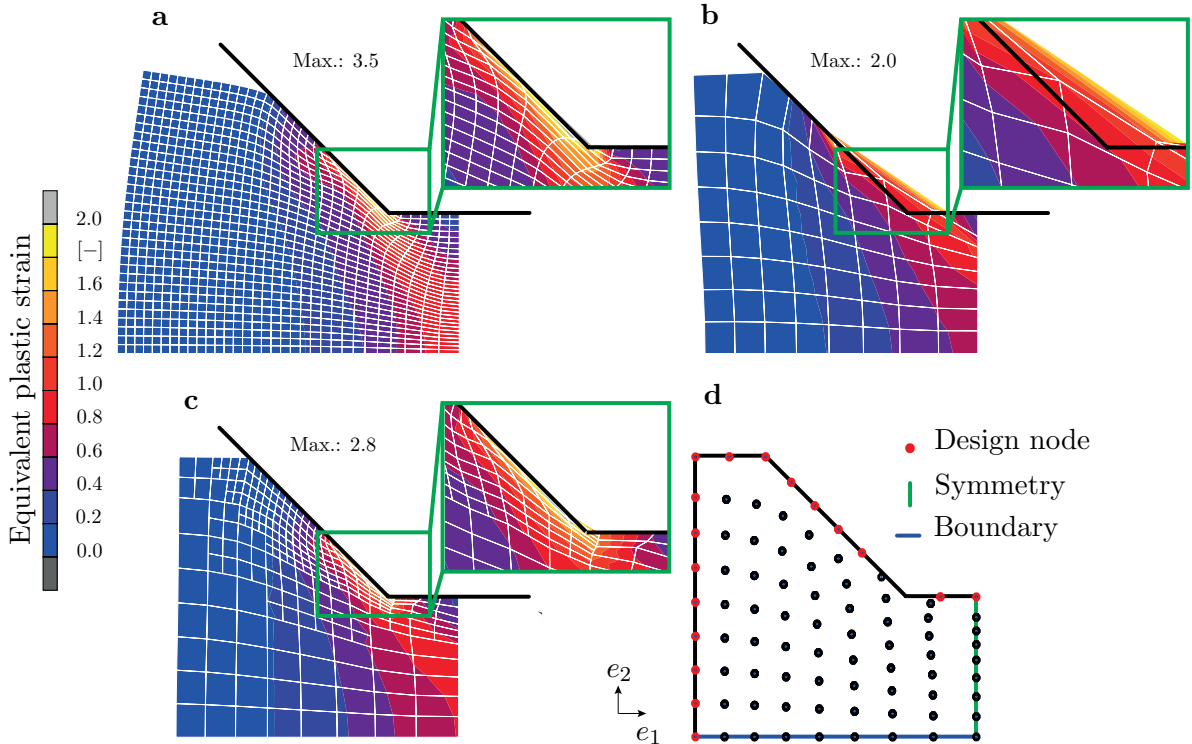 a
Max.: 3.5
b
Max.: 2.0
Equivalent plastic strain
2.0
[−]
1.6
1.4
1.2
1.0
0.8
0.6
0.4
0.2
0.0
c
Max.: 2.8
d
Design node
Symmetry
Boundary
e2
e1